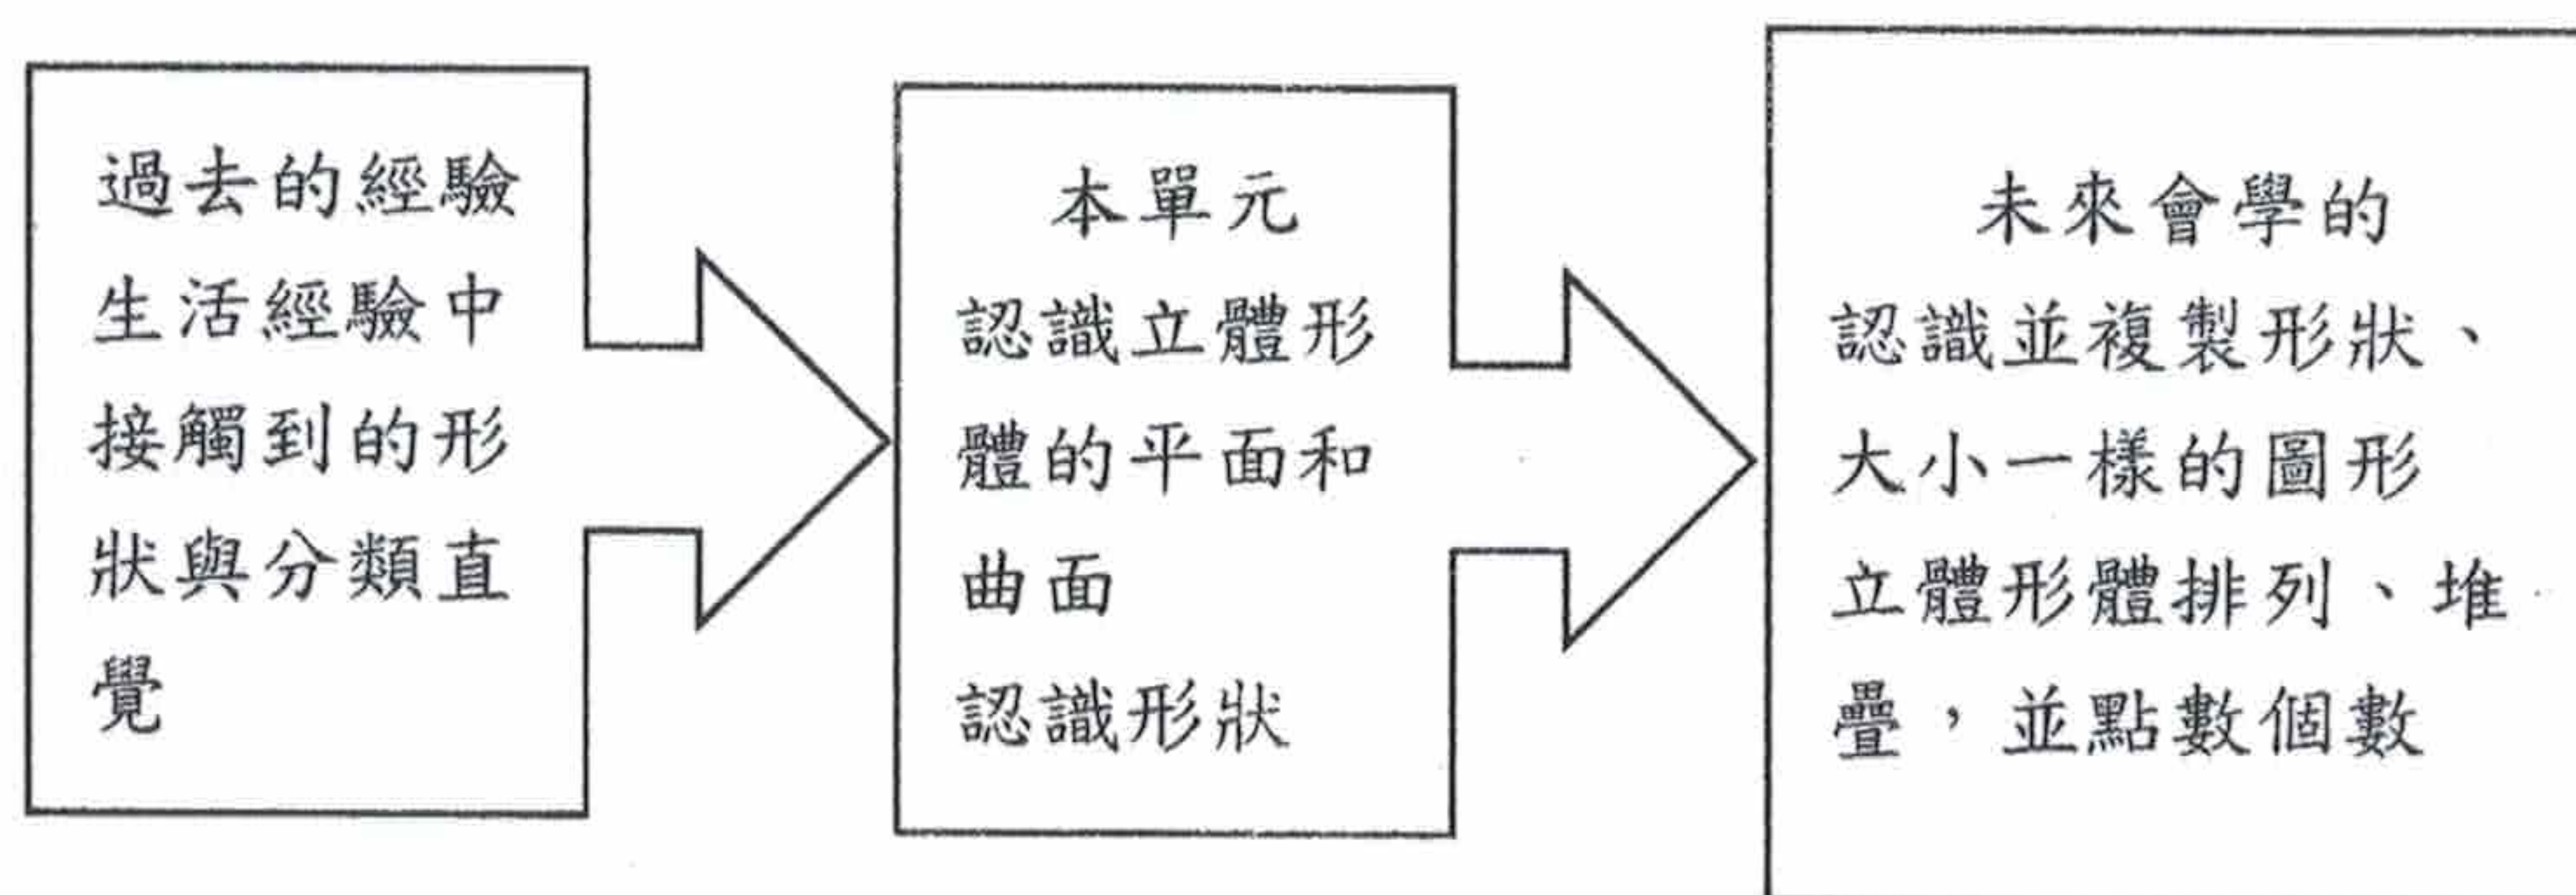 過去的經驗
生活經驗中
接觸到的形
狀與分類直
覺
本單元
認識立體形
體的平面和
曲面
認識形狀
未來會學的
認識並複製形狀、
大小一樣的圖形
立體形體排列、堆
疊，並點數個數